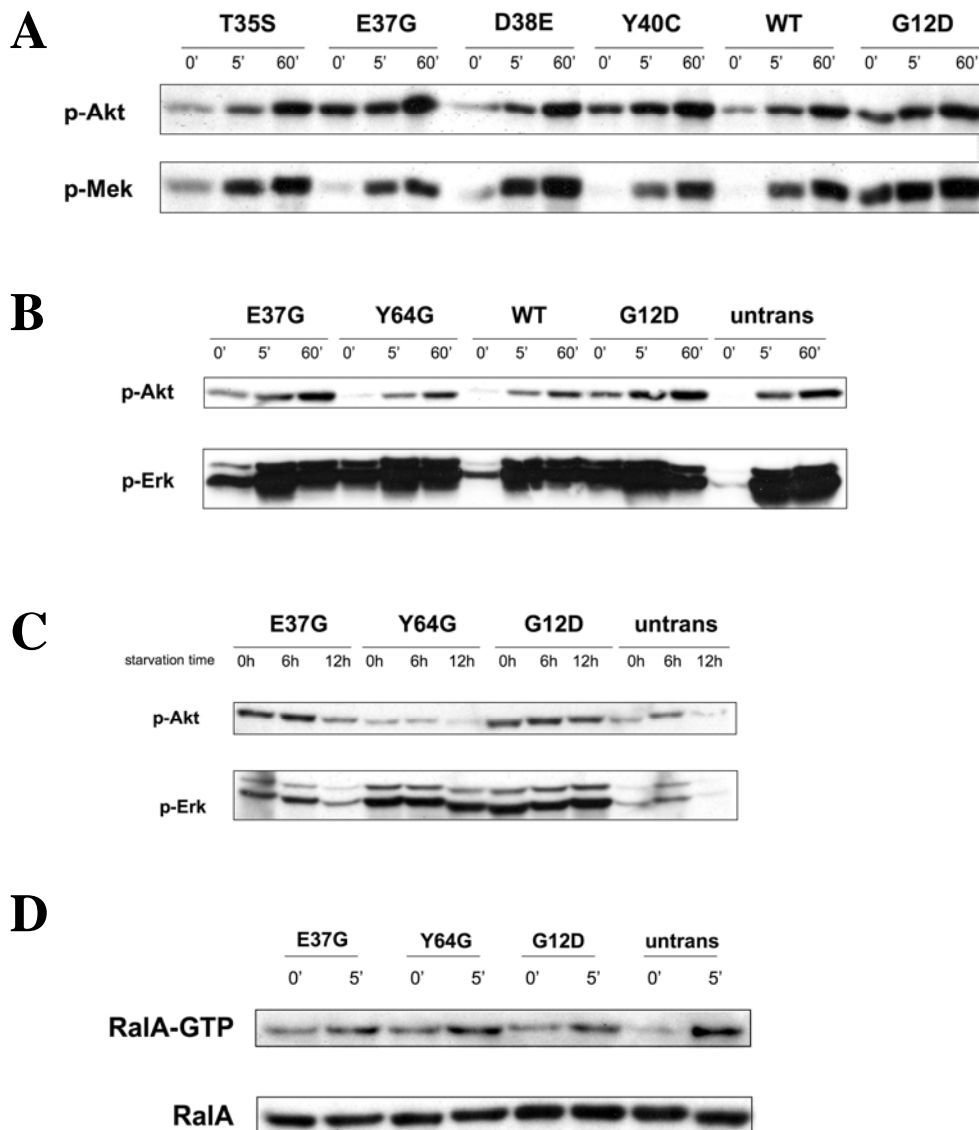 A
T35S E37G D38E Y40C WT G12D
0' 5' 60' 0' 5' 60' 0' 5' 60' 0' 5' 60' 0' 5' 60' 0' 5' 60'
p-Akt
p-Mek
B
E37G Y64G WT G12D untrans
0' 5' 60' 0' 5' 60' 0' 5' 60' 0' 5' 60' 0' 5' 60'
p-Akt
p-Erk
C
E37G Y64G G12D untrans
starvation time 0h 6h 12h 0h 6h 12h 0h 6h 12h 0h 6h 12h
p-Akt
p-Erk
D
E37G Y64G G12D untrans
0' 5' 0' 5' 0' 5' 0' 5'
RalA-GTP
RalA